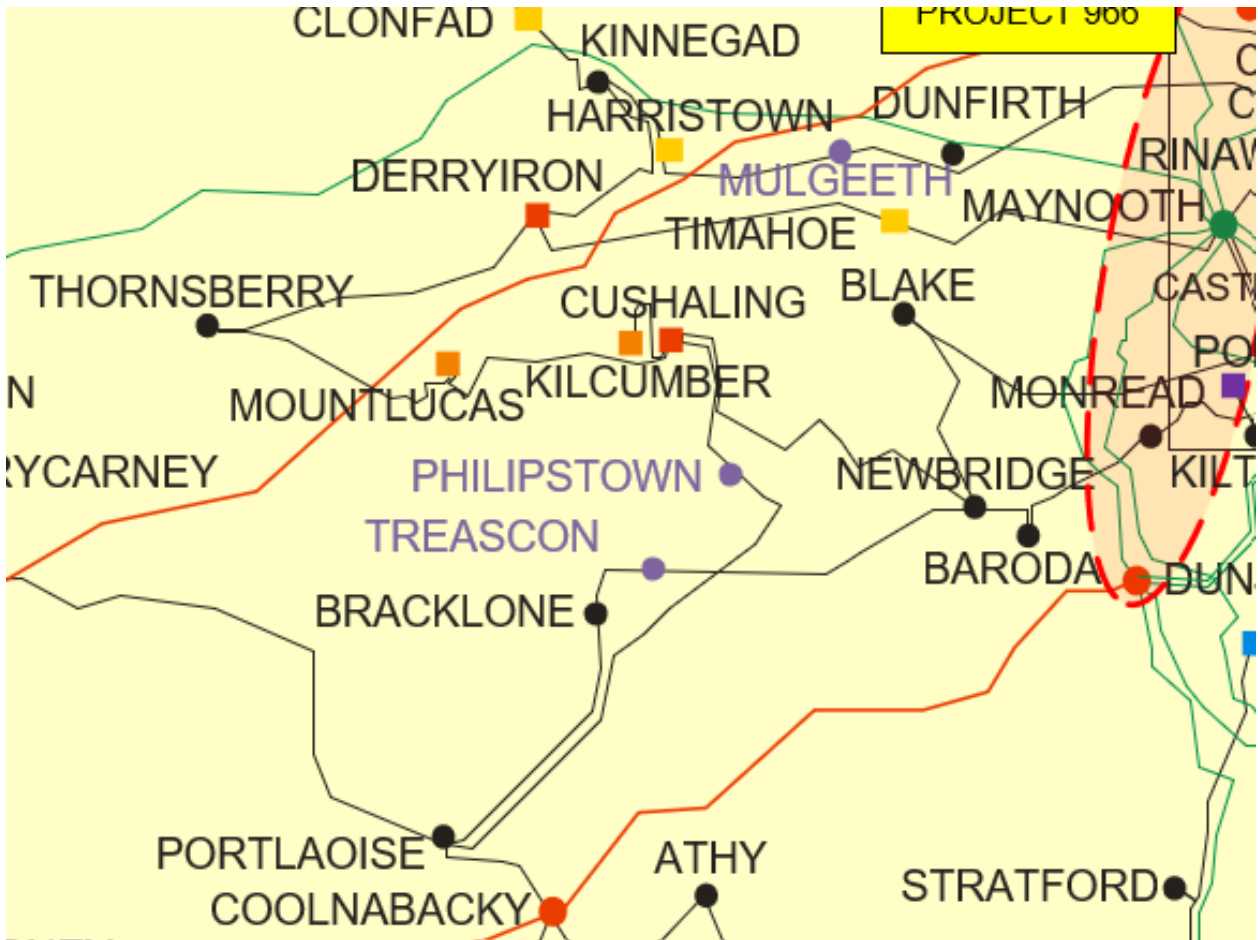 CLONFAD
PROJECT 966
KINNEGAD
HARRISTOWN
DUNFIRTH
DERRYIRON
MULGEETH
MAYNOOTH
TIMAHOE
THORNSBERRY
CUSHALING
BLAKE
KILCUMBER
MOUNTLUCAS
MONREAD
PHILIPSTOWN
NEWBRIDGE
TREASCON
BARODA
BRACKLONE
PORTLAOISE
ATHY
STRATFORD
COOLNABACKY